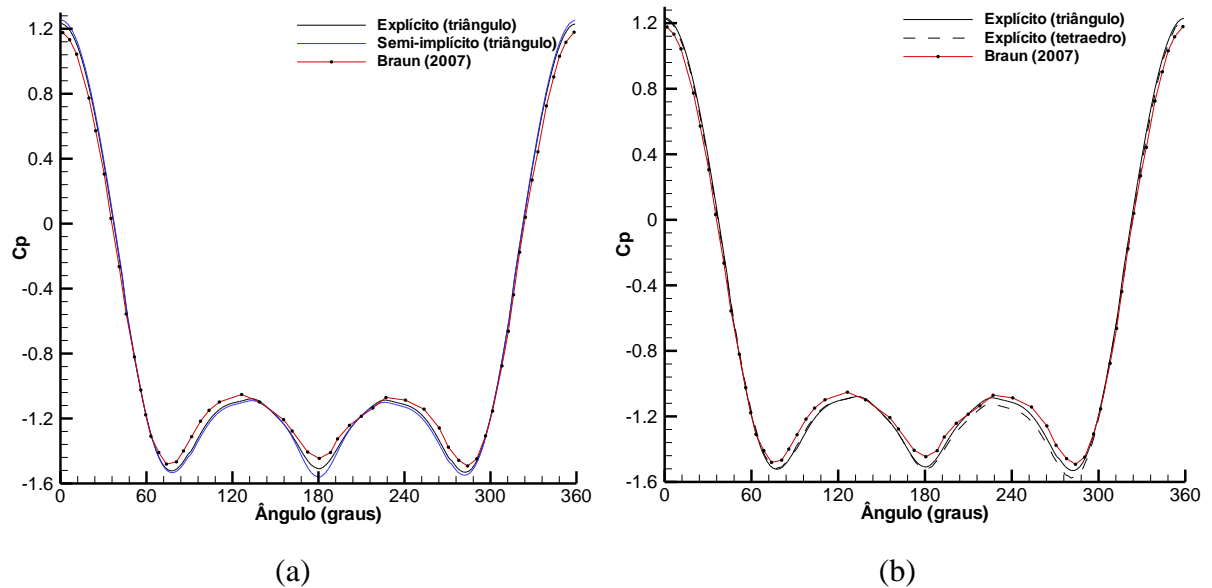 Explícito (triângulo)
Semi-implícito (triângulo)
Braun (2007)
1.2
0.8
0.4
0
-0.4
-0.8
-1.2
-1.6
Cp
0 60 120 180 240 300 360
Ângulo (graus)
(a)
Explícito (triângulo)
Explícito (tetraedro)
Braun (2007)
1.2
0.8
0.4
0
-0.4
-0.8
-1.2
-1.6
Cp
0 60 120 180 240 300 360
Ângulo (graus)
(b)